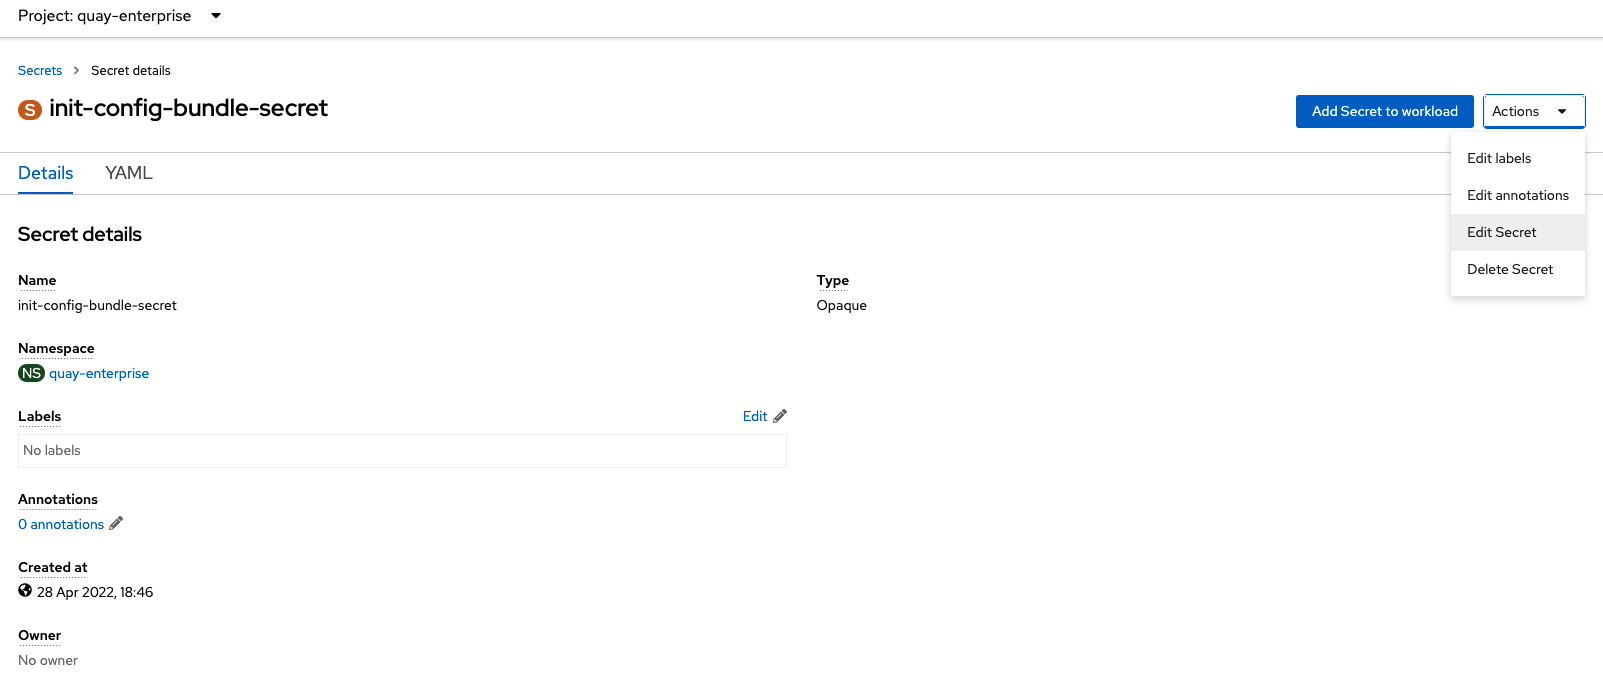 Project: quay-enterprise
Secrets > Secret details
S init-config-bundle-secret
Add Secret to workload
Actions
Edit labels
Edit annotations
Edit Secret
Delete Secret
Details
YAML
Secret details
Name
init-config-bundle-secret
Type
Opaque
Namespace
NS quay-enterprise
Labels
Edit
No labels
Annotations
0 annotations
Created at
28 Apr 2022, 18:46
Owner
No owner